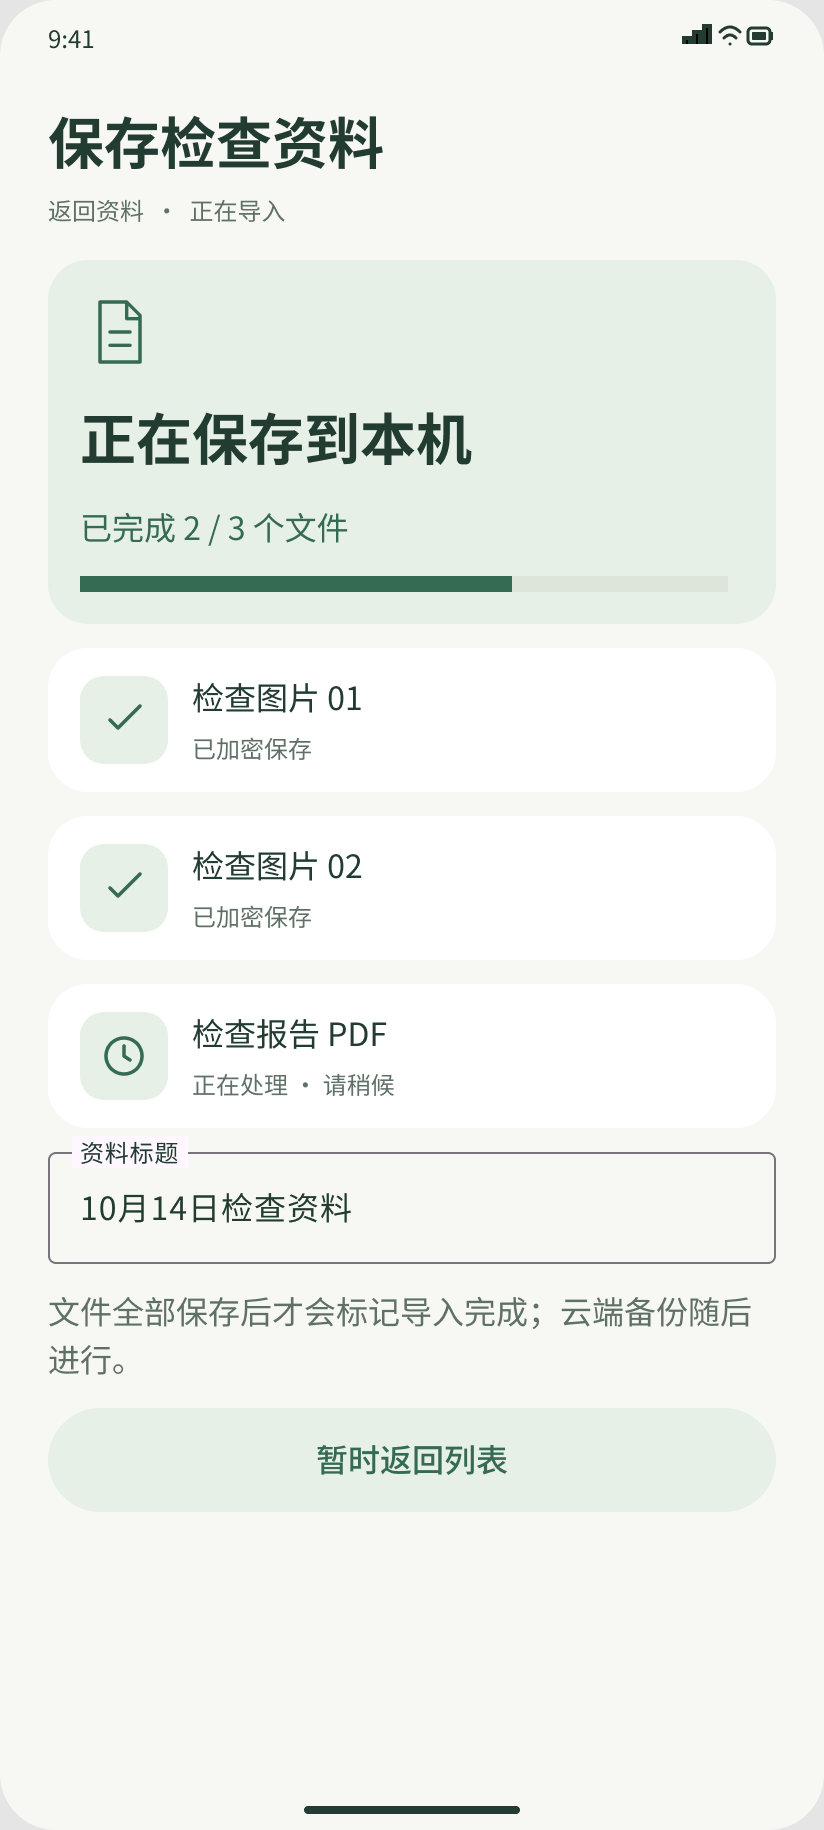 9:41
保存检查资料
返回资料 · 正在导入
正在保存到本机
已完成 2 / 3 个文件
检查图片 01
已加密保存
检查图片 02
已加密保存
检查报告 PDF
正在处理 · 请稍候
资料标题
10月14日检查资料
文件全部保存后才会标记导入完成；云端备份随后
进行。
暂时返回列表